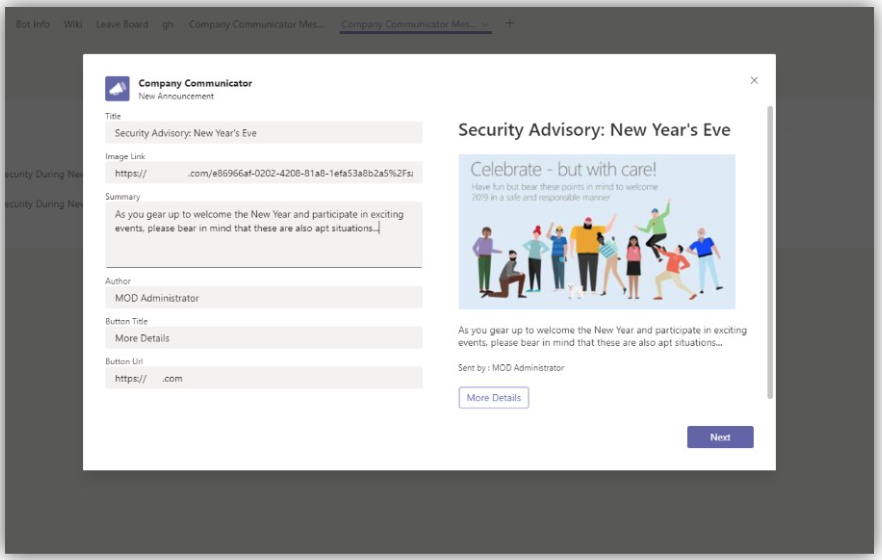 Bot Info Wiki Leave Board gh Company Communicator Mes... Company Communicator Mes...
Company Communicator
New Announcement
Title
Security Advisory: New Year's Eve
Image Link
https:// .com/e86966af-0202-4208-81a8-1efa53a8b2a5%2Fs
Summary
As you gear up to welcome the New Year and participate in exciting
events, please bear in mind that these are also apt situations...
Author
MOD Administrator
Button Title
More Details
Button Url
https:// .com
Security Advisory: New Year's Eve
Celebrate - but with care!
Have fun but bear these points in mind to welcome
2019 in a safe and responsible manner
As you gear up to welcome the New Year and participate in exciting
events, please bear in mind that these are also apt situations...
Sent by : MOD Administrator
More Details
Next
ecurity During New
ecurity During New